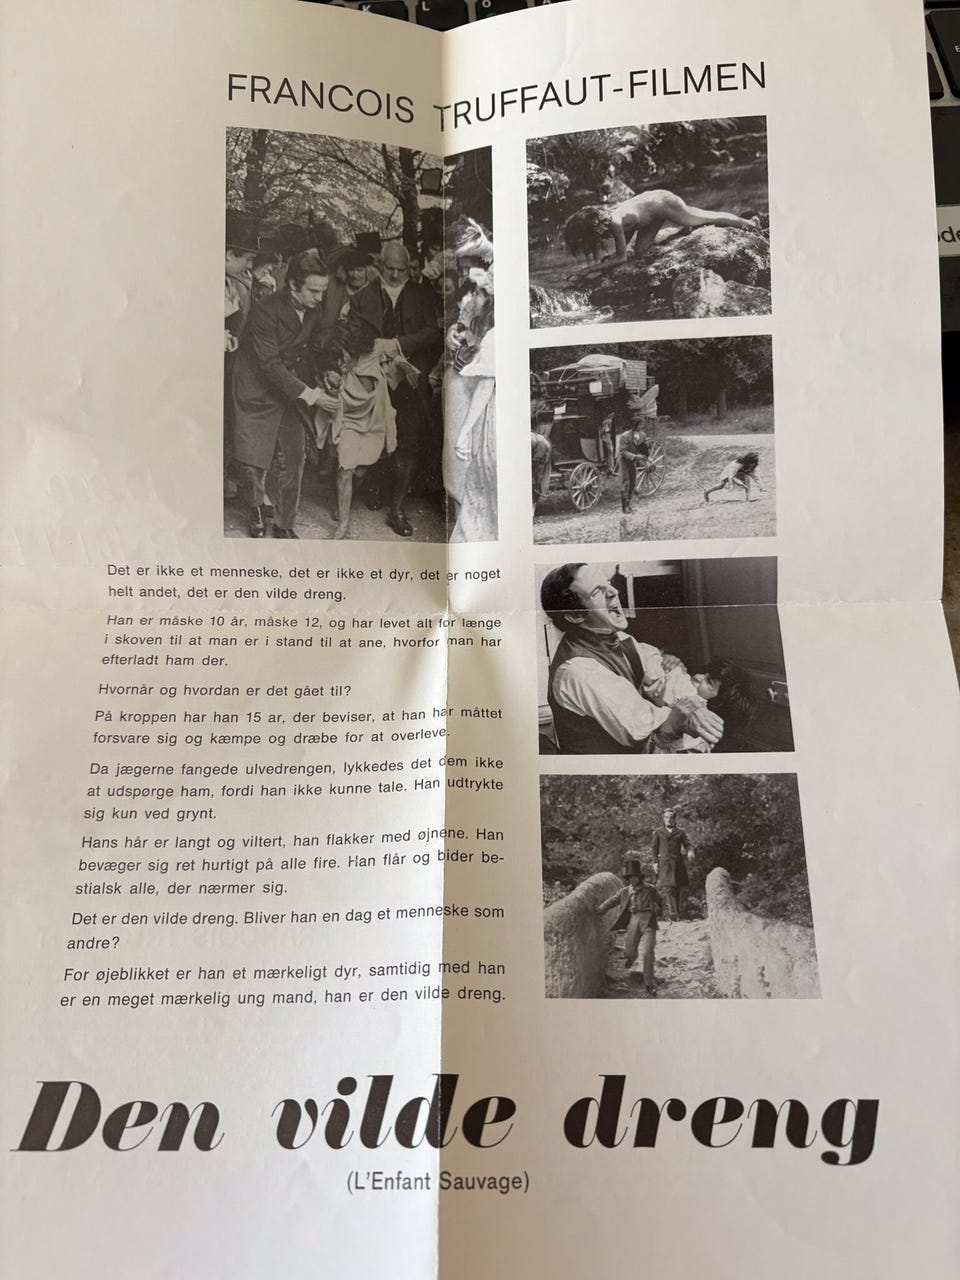 FRANCOIS TRUFFAUT-FILMEN
Det er ikke et menneske, det er ikke et dyr, det er noget
helt andet, det er den vilde dreng.
Han er måske 10 år, måske 12, og har levet alt for længe
i skoven til at man er i stand til at ane, hvorfor man har
efterladt ham der.
Hvornår og hvordan er det gået til?
På kroppen har han 15 ar, der beviser, at han har måttet
forsvare sig og kæmpe og dræbe for at overleve.
Da jægerne fangede ulvedrengen, lykkedes det dem ikke
at udspørge ham, fordi han ikke kunne tale. Han udtrykte
sig kun ved grynt.
Hans hår er langt og viltert, han flakker med øjnene. Han
bevæger sig ret hurtigt på alle fire. Han flår og bider be-
stialsk alle, der nærmer sig.
Det er den vilde dreng. Bliver han en dag et menneske som
andre?
For øjeblikket er han et mærkeligt dyr, samtidig med han
er en meget mærkelig ung mand, han er den vilde dreng.
Den vilde dreng
(L'Enfant Sauvage)